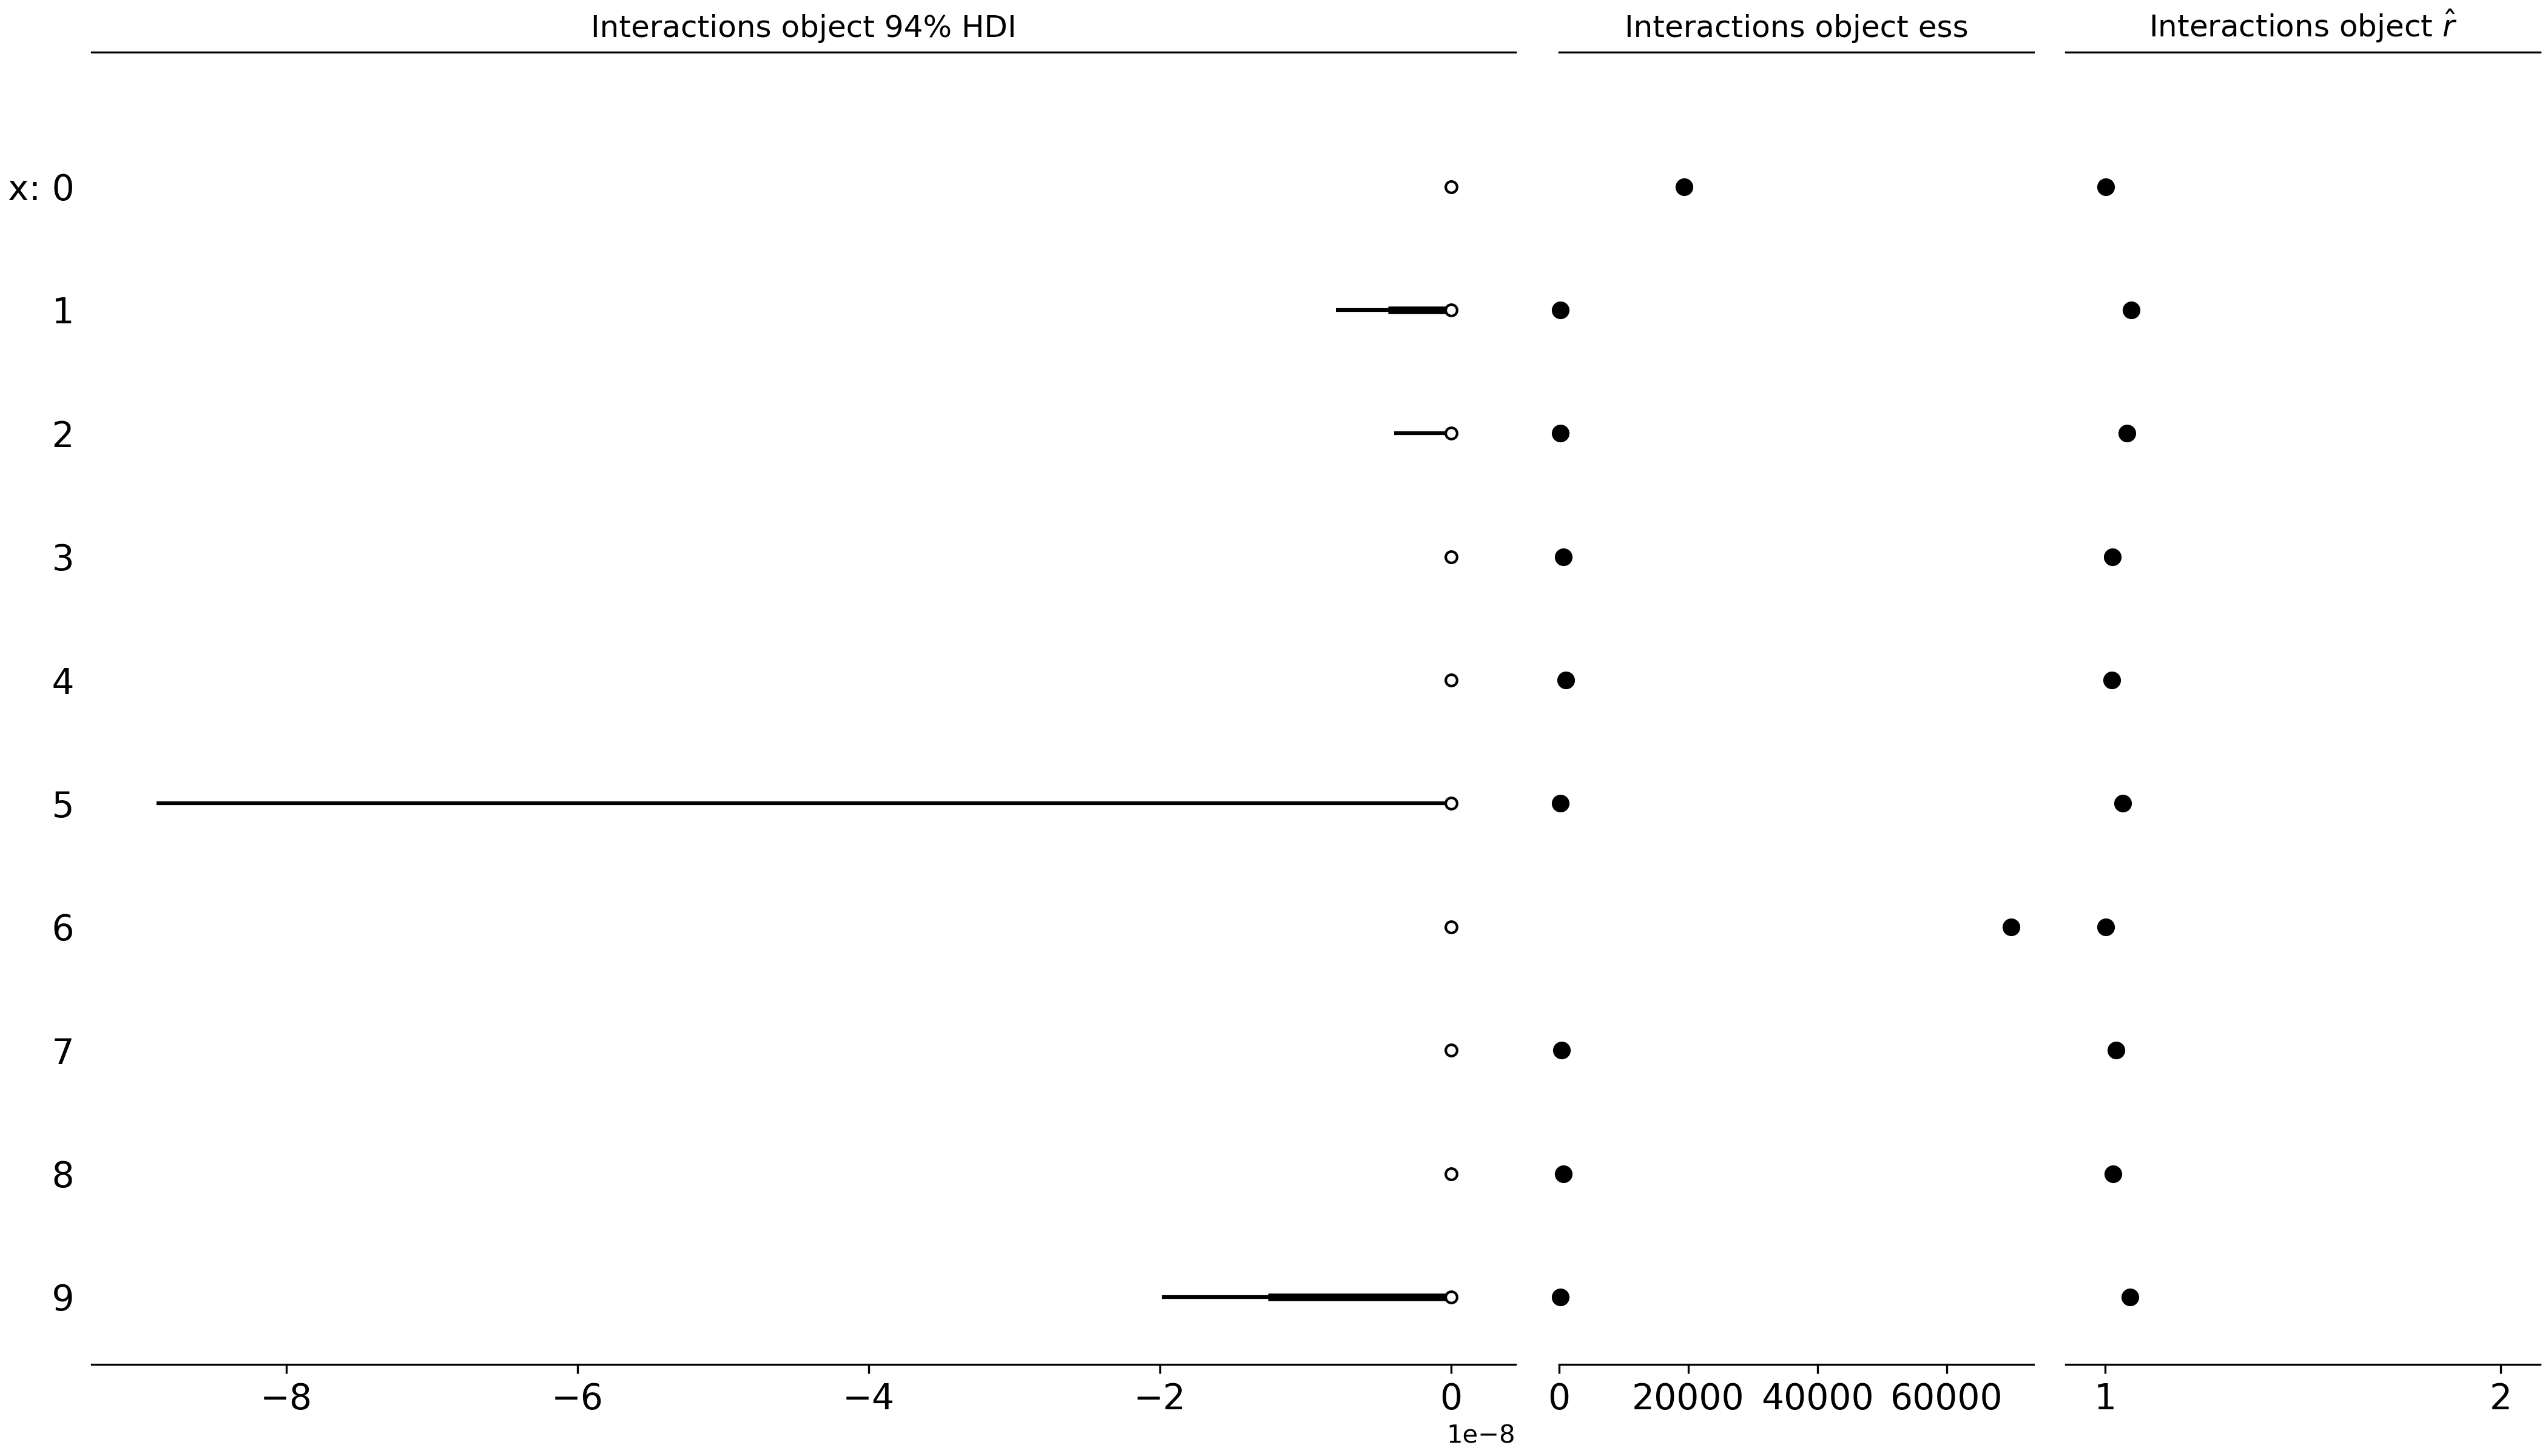 Interactions object 94% HDI Interactions object ess Interactions object r̂
x: 0
1
2
3
4
5
6
7
8
9
−8 −6 −4 −2 0 0 20000 40000 60000 1 2
1e−8